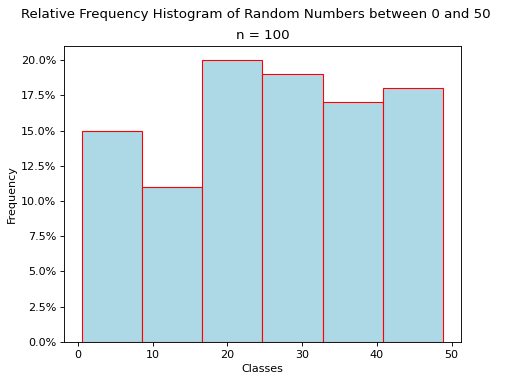 Relative Frequency Histogram of Random Numbers between 0 and 50
n = 100
20.0%
17.5%
15.0%
12.5%
10.0%
7.5%
5.0%
2.5%
0.0%
Frequency
0 10 20 30 40 50
Classes